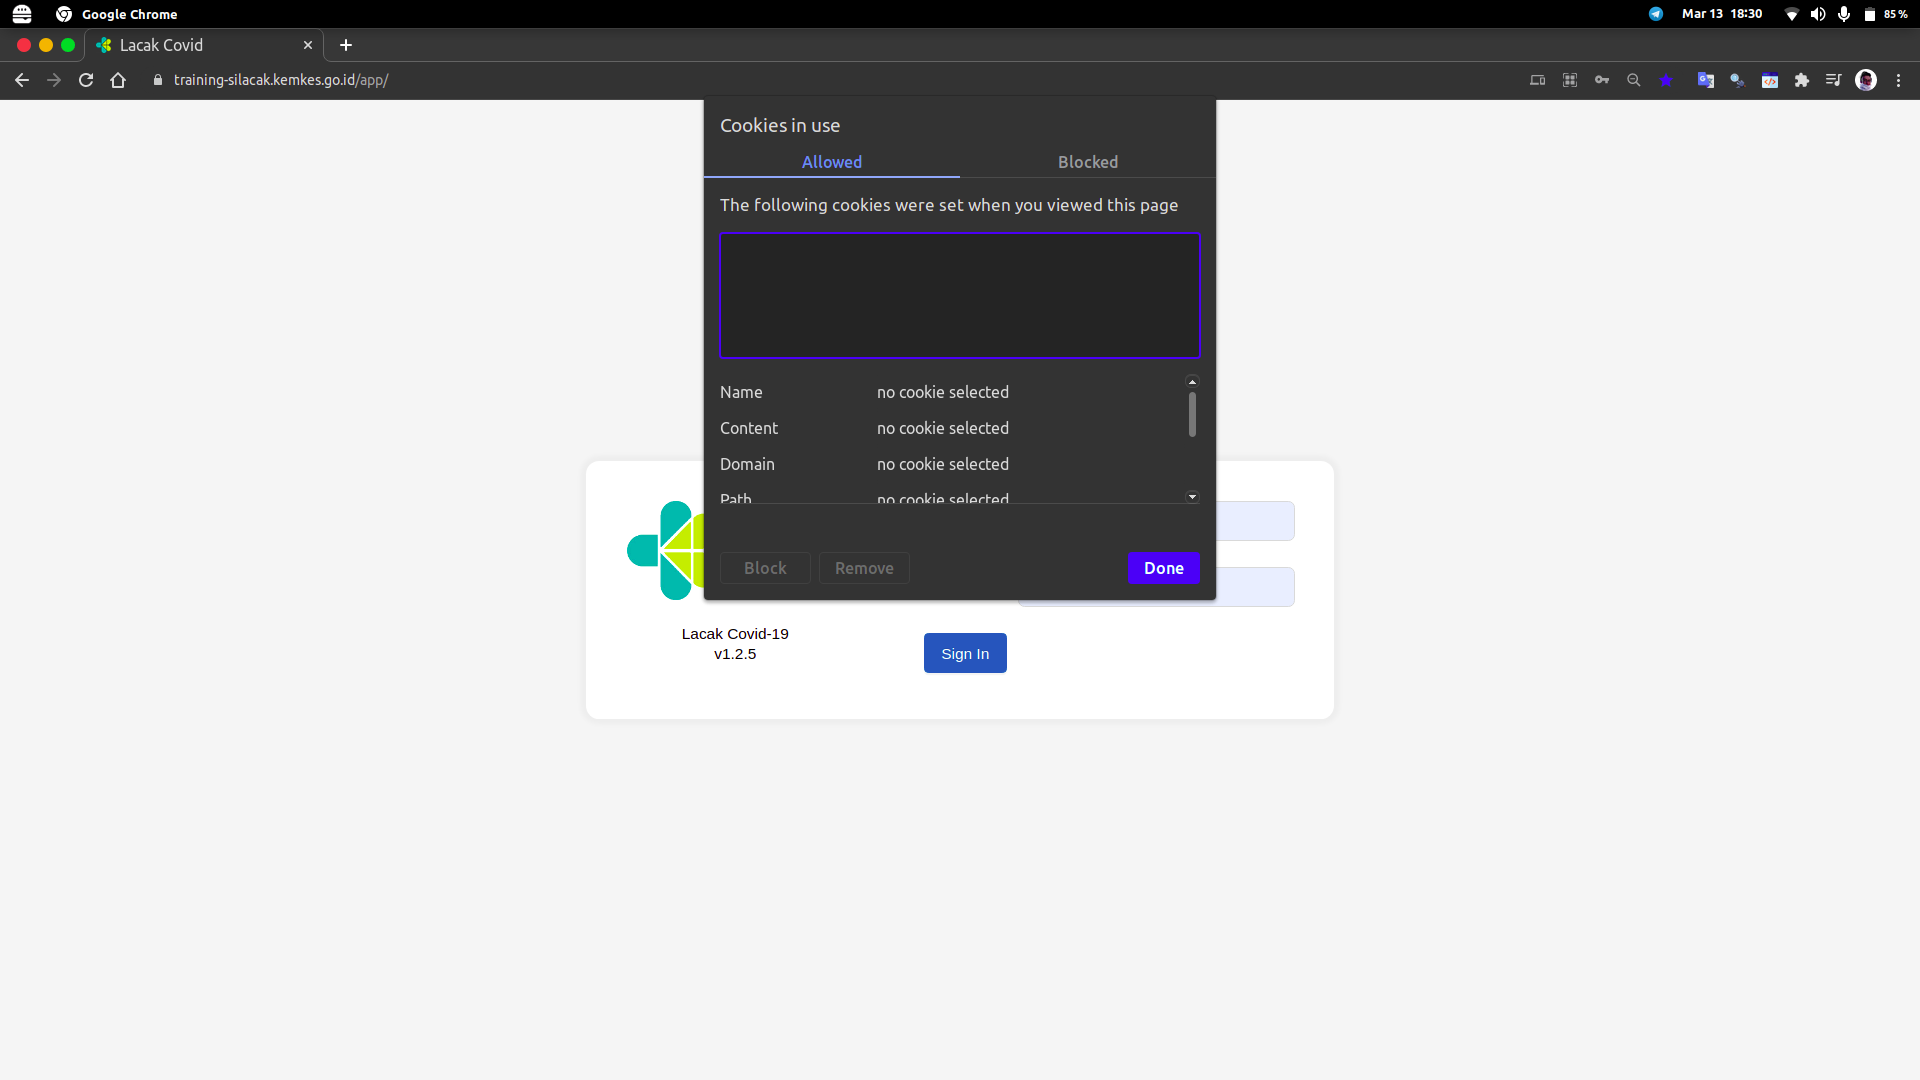 Google Chrome
Mar 13 18:30
85 %
Lacak Covid
training-silacak.kemkes.go.id/app/
Cookies in use
Allowed
Blocked
The following cookies were set when you viewed this page
Name no cookie selected
Content no cookie selected
Domain no cookie selected
Path no cookie selected
Block
Remove
Done
Lacak Covid-19
v1.2.5
Sign In